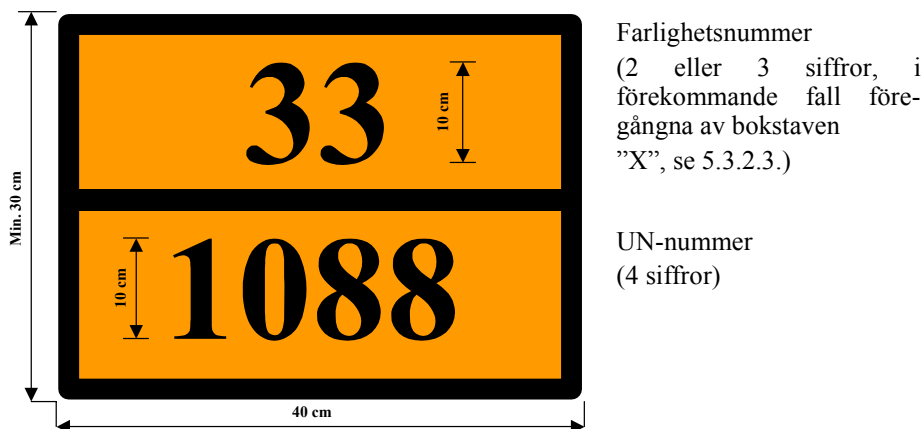 33
10 cm
Min. 30 cm
1088
10 cm
40 cm
Farlighetsnummer
(2 eller 3 siffror, i
förekommande fall före-
gångna av bokstaven
”X”, se 5.3.2.3.)
UN-nummer
(4 siffror)